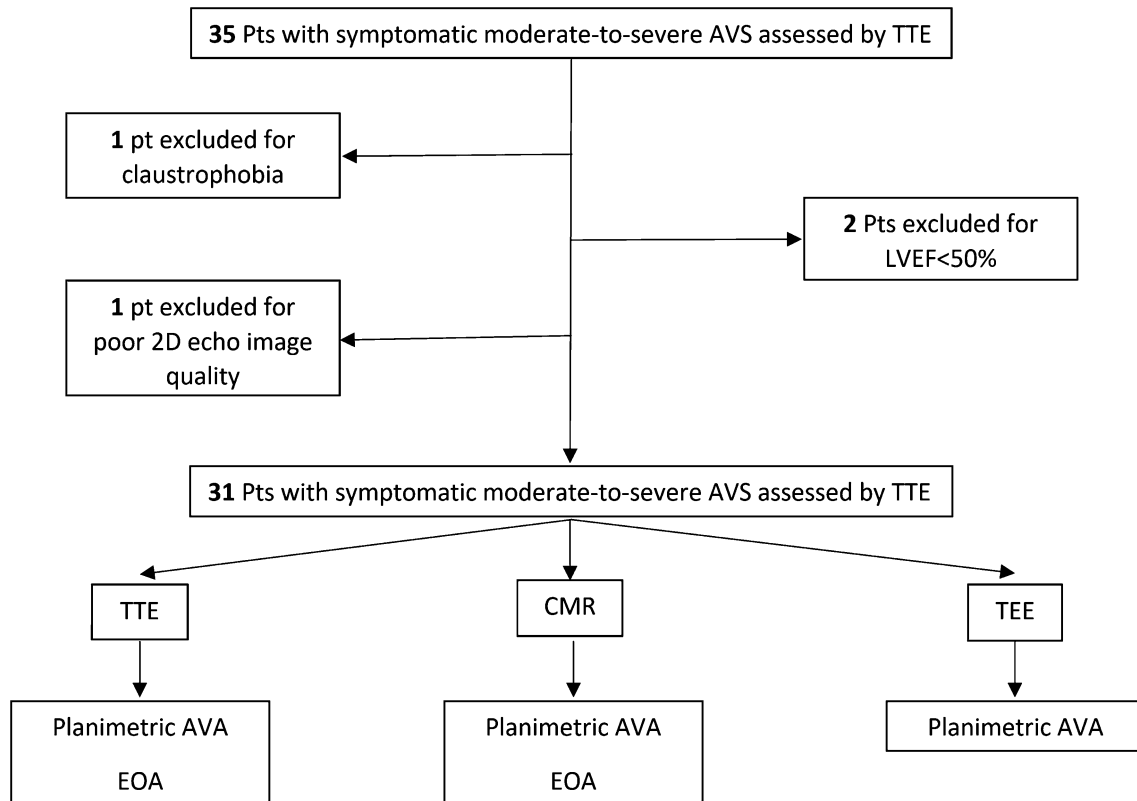 35 Pts with symptomatic moderate-to-severe AVS assessed by TTE
1 pt excluded for
claustrophobia
2 Pts excluded for
LVEF<50%
1 pt excluded for
poor 2D echo image
quality
31 Pts with symptomatic moderate-to-severe AVS assessed by TTE
TTE
CMR
TEE
Planimetric AVA
EOA
Planimetric AVA
EOA
Planimetric AVA